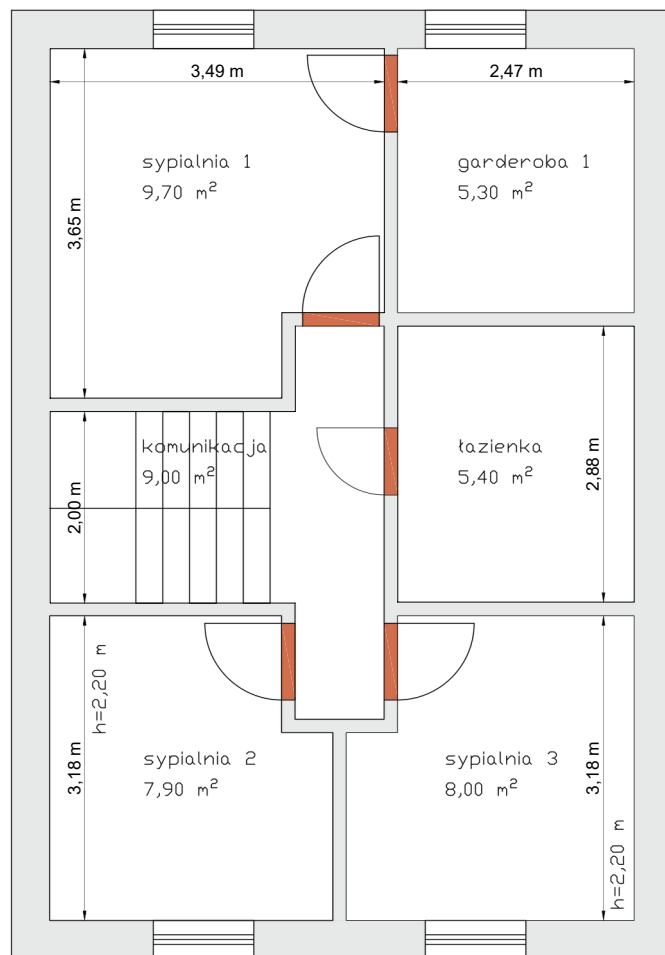 3,49 m
2,47 m
sypialnia 1
9,70 m²
garderoba 1
5,30 m²
3,65 m
komunikacja
9,00 m²
łazienka
5,40 m²
2,00 m
2,88 m
h=2,20 m
sypialnia 2
7,90 m²
3,18 m
sypialnia 3
8,00 m²
3,18 m
h=2,20 m